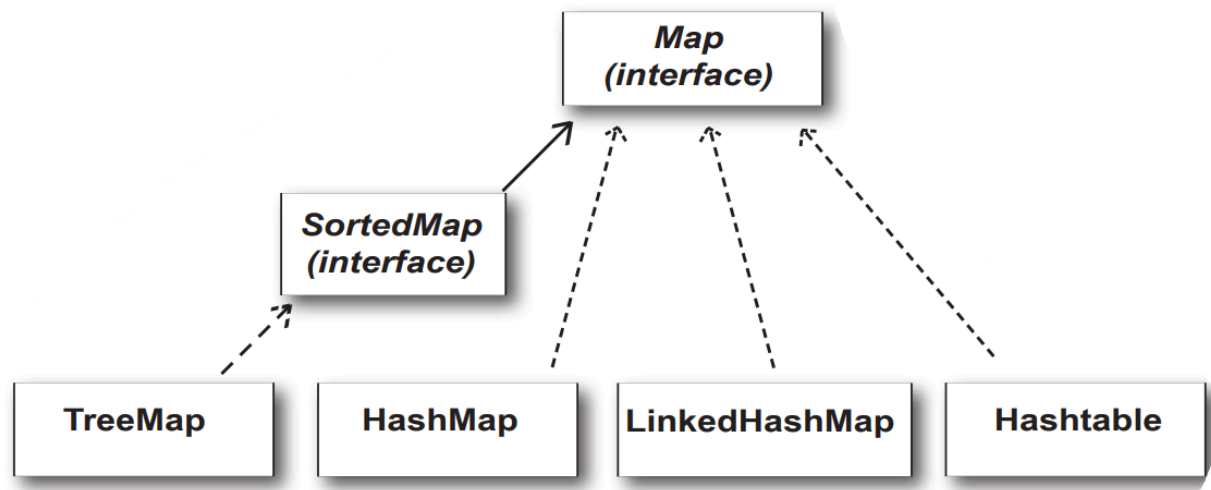 Map
(interface)
SortedMap
(interface)
TreeMap
HashMap
LinkedHashMap
Hashtable